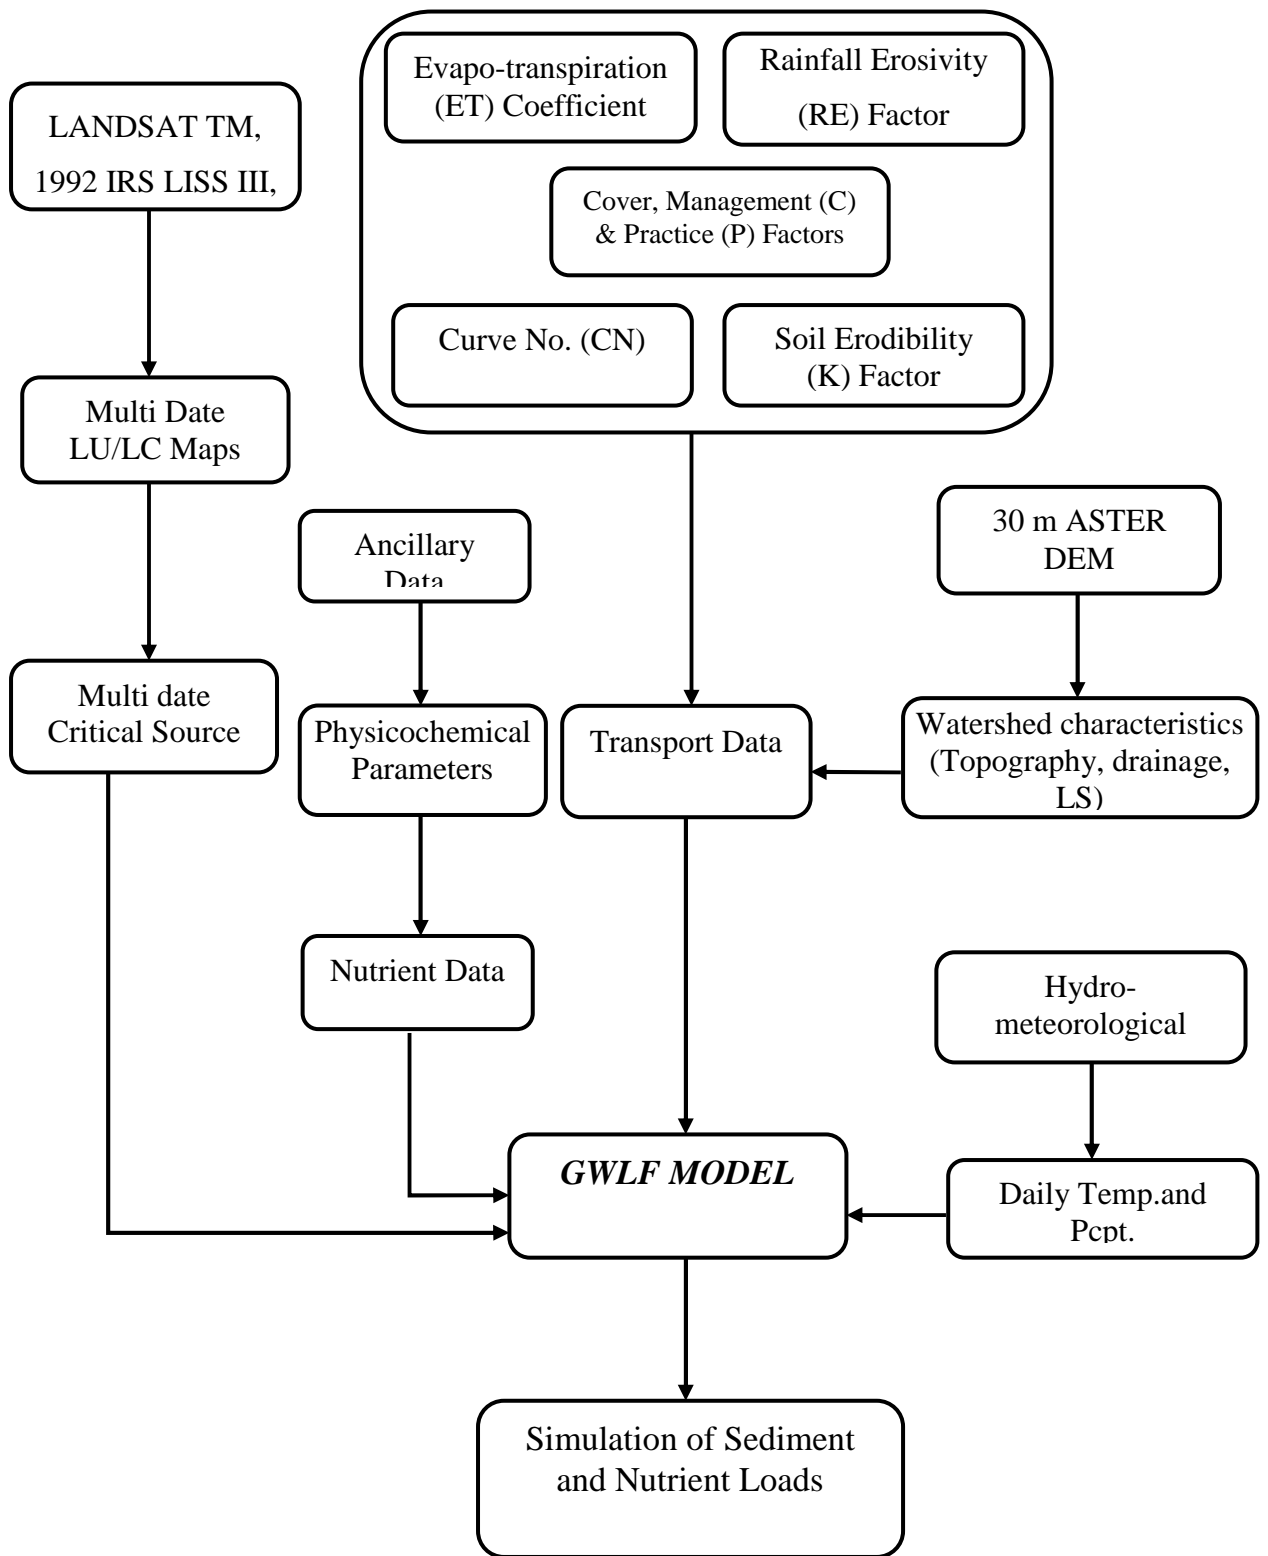 Evapo-transpiration
(ET) Coefficient
Rainfall Erosivity
(RE) Factor
LANDSAT TM,
1992 IRS LISS III,
Cover, Management (C)
& Practice (P) Factors
Curve No. (CN)
Soil Erodibility
(K) Factor
Multi Date
LU/LC Maps
Ancillary
Data
30 m ASTER
DEM
Multi date
Critical Source
Physicochemical
Parameters
Transport Data
Watershed characteristics
(Topography, drainage,
LS)
Nutrient Data
Hydro-
meteorological
GWLF MODEL
Daily Temp.and
Pcpt.
Simulation of Sediment
and Nutrient Loads